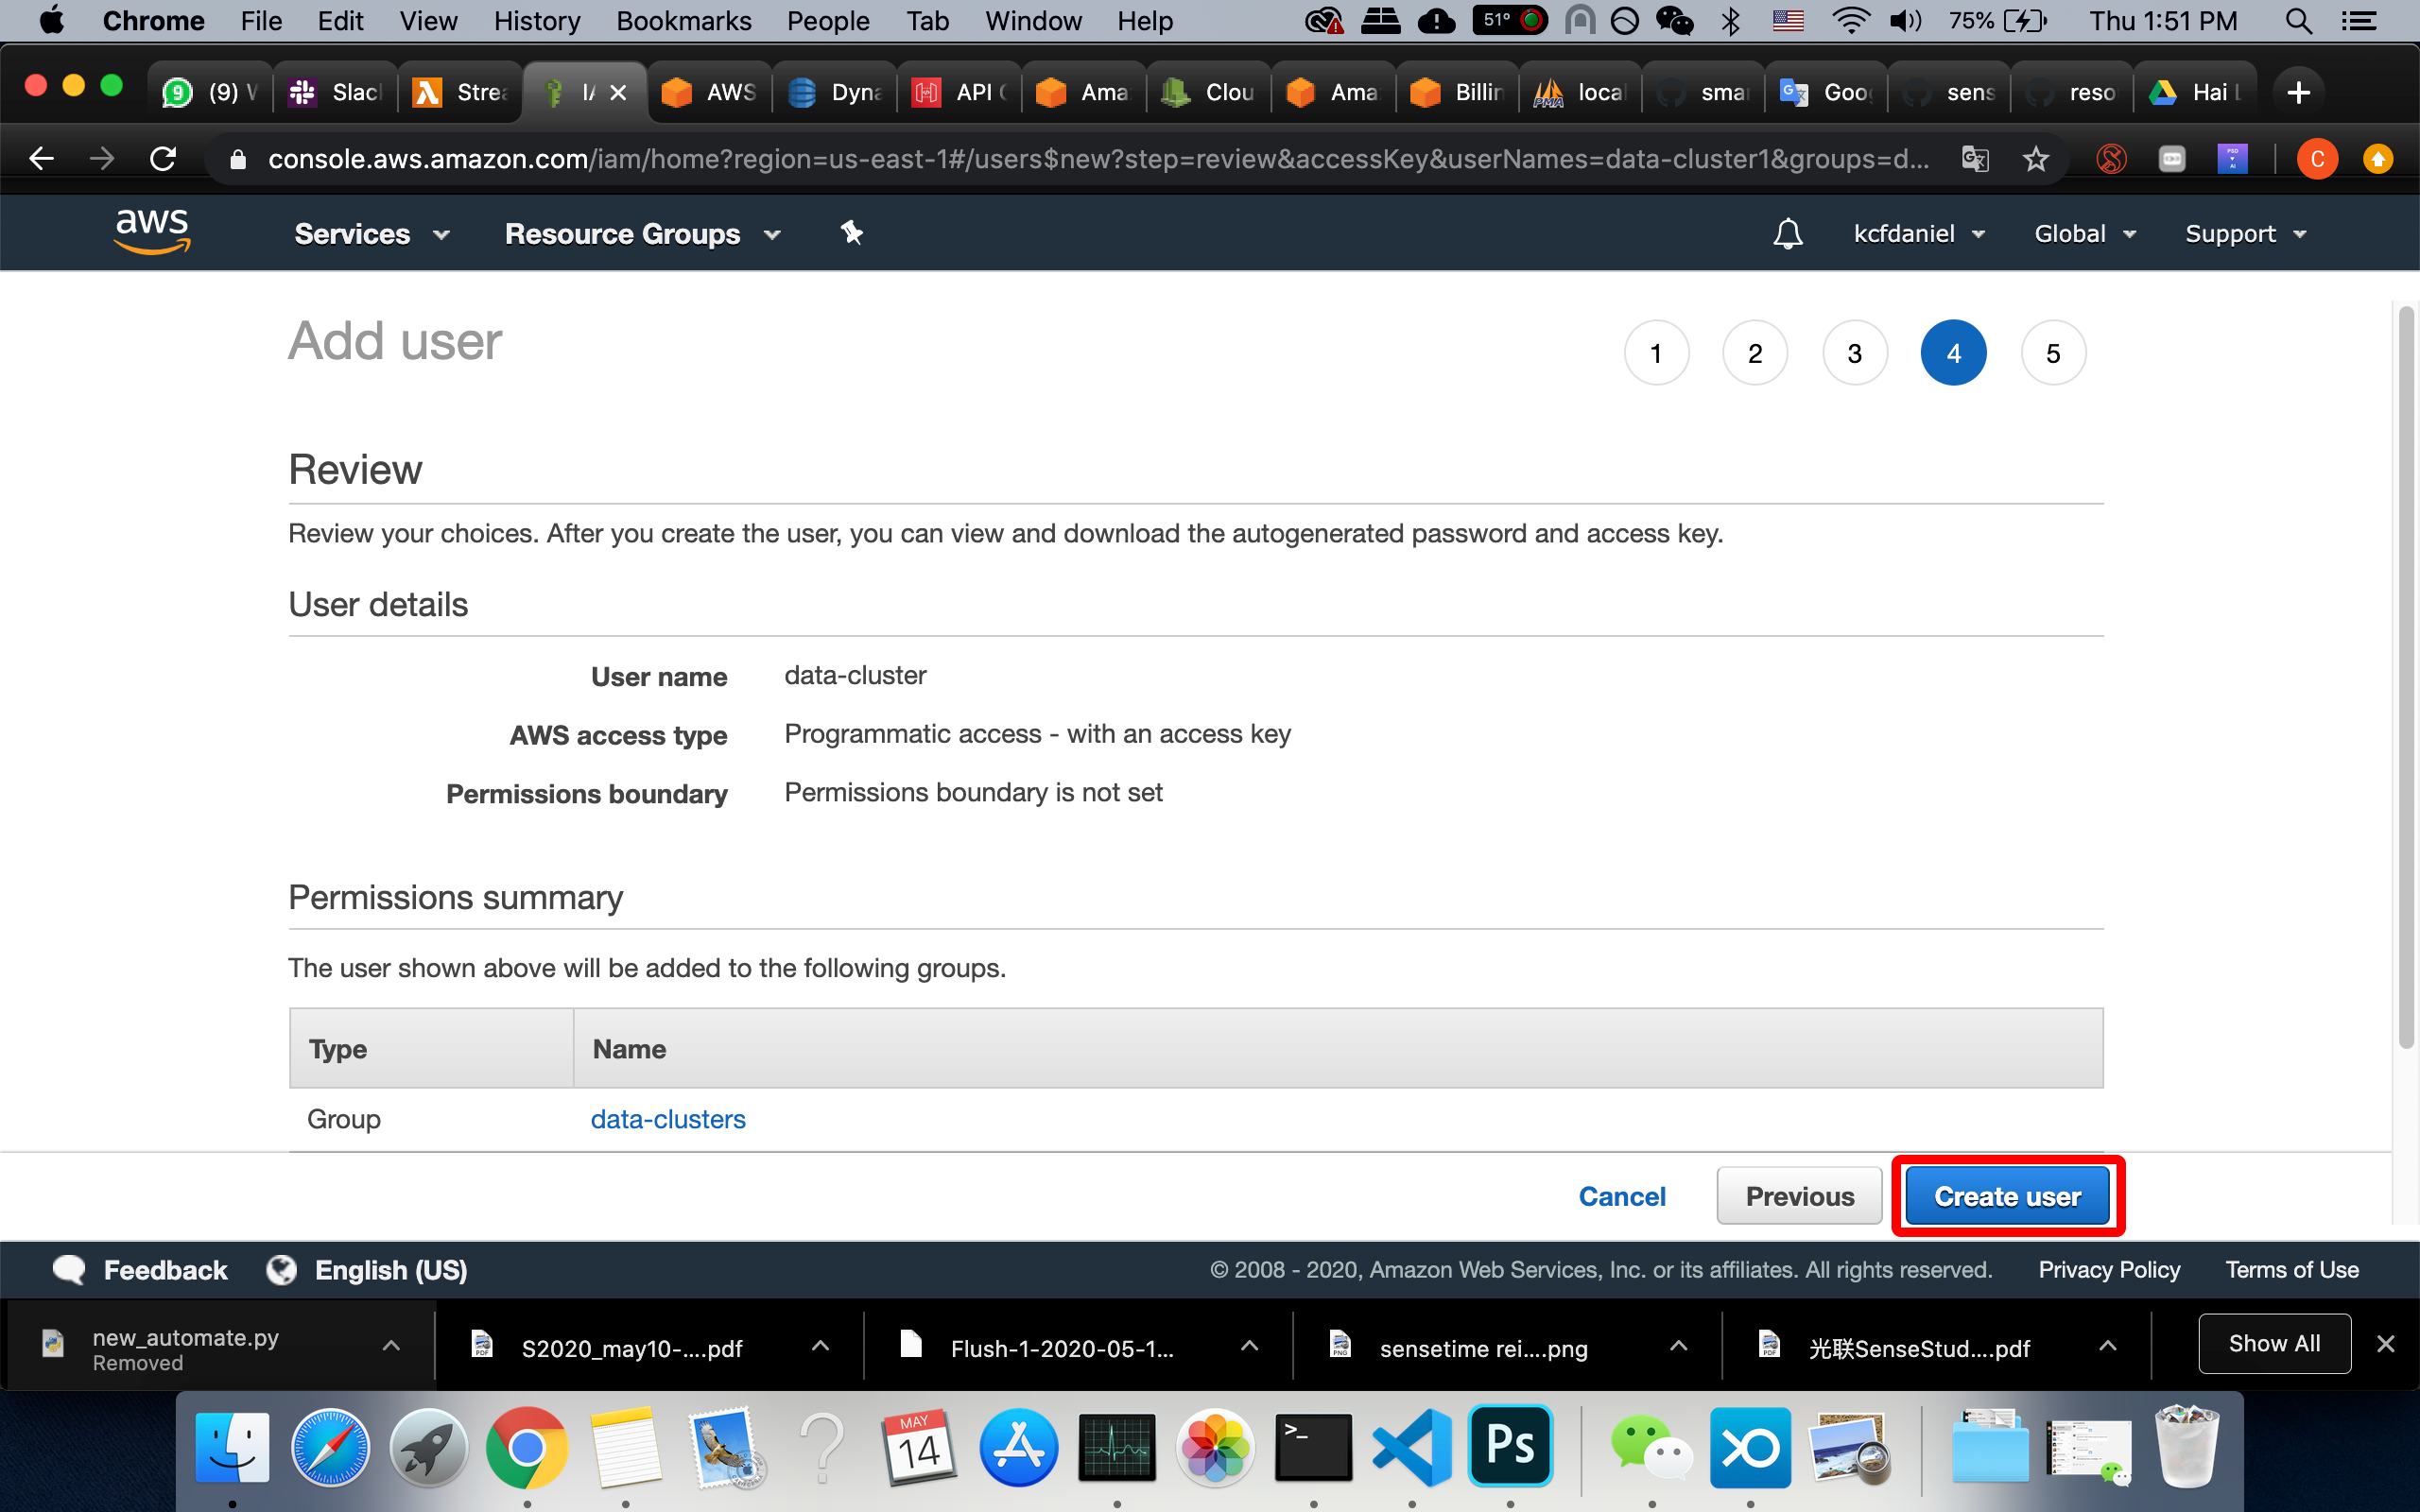 Chrome File Edit View History Bookmarks People Tab Window Help 51° 75% Thu 1:51 PM
(9) Slac Strea AWS Dyna API Ama Clou Ama Billin loca sma Goo sens reso Hai
console.aws.amazon.com/iam/home?region=us-east-1#/users$new?step=review&accessKey&userNames=data-cluster1&groups=d... C
aws Services Resource Groups kcfdaniel Global Support
Add user 1 2 3 4 5
Review
Review your choices. After you create the user, you can view and download the autogenerated password and access key.
User details
User name data-cluster
AWS access type Programmatic access - with an access key
Permissions boundary Permissions boundary is not set
Permissions summary
The user shown above will be added to the following groups.
Type Name
Group data-clusters
Cancel Previous Create user
Feedback English (US) © 2008 - 2020, Amazon Web Services, Inc. or its affiliates. All rights reserved. Privacy Policy Terms of Use
new_automate.py
Removed
S2020_may10-....pdf Flush-1-2020-05-1... sensetime rei....png 光联SenseStud....pdf Show All
MAY
14
Ps